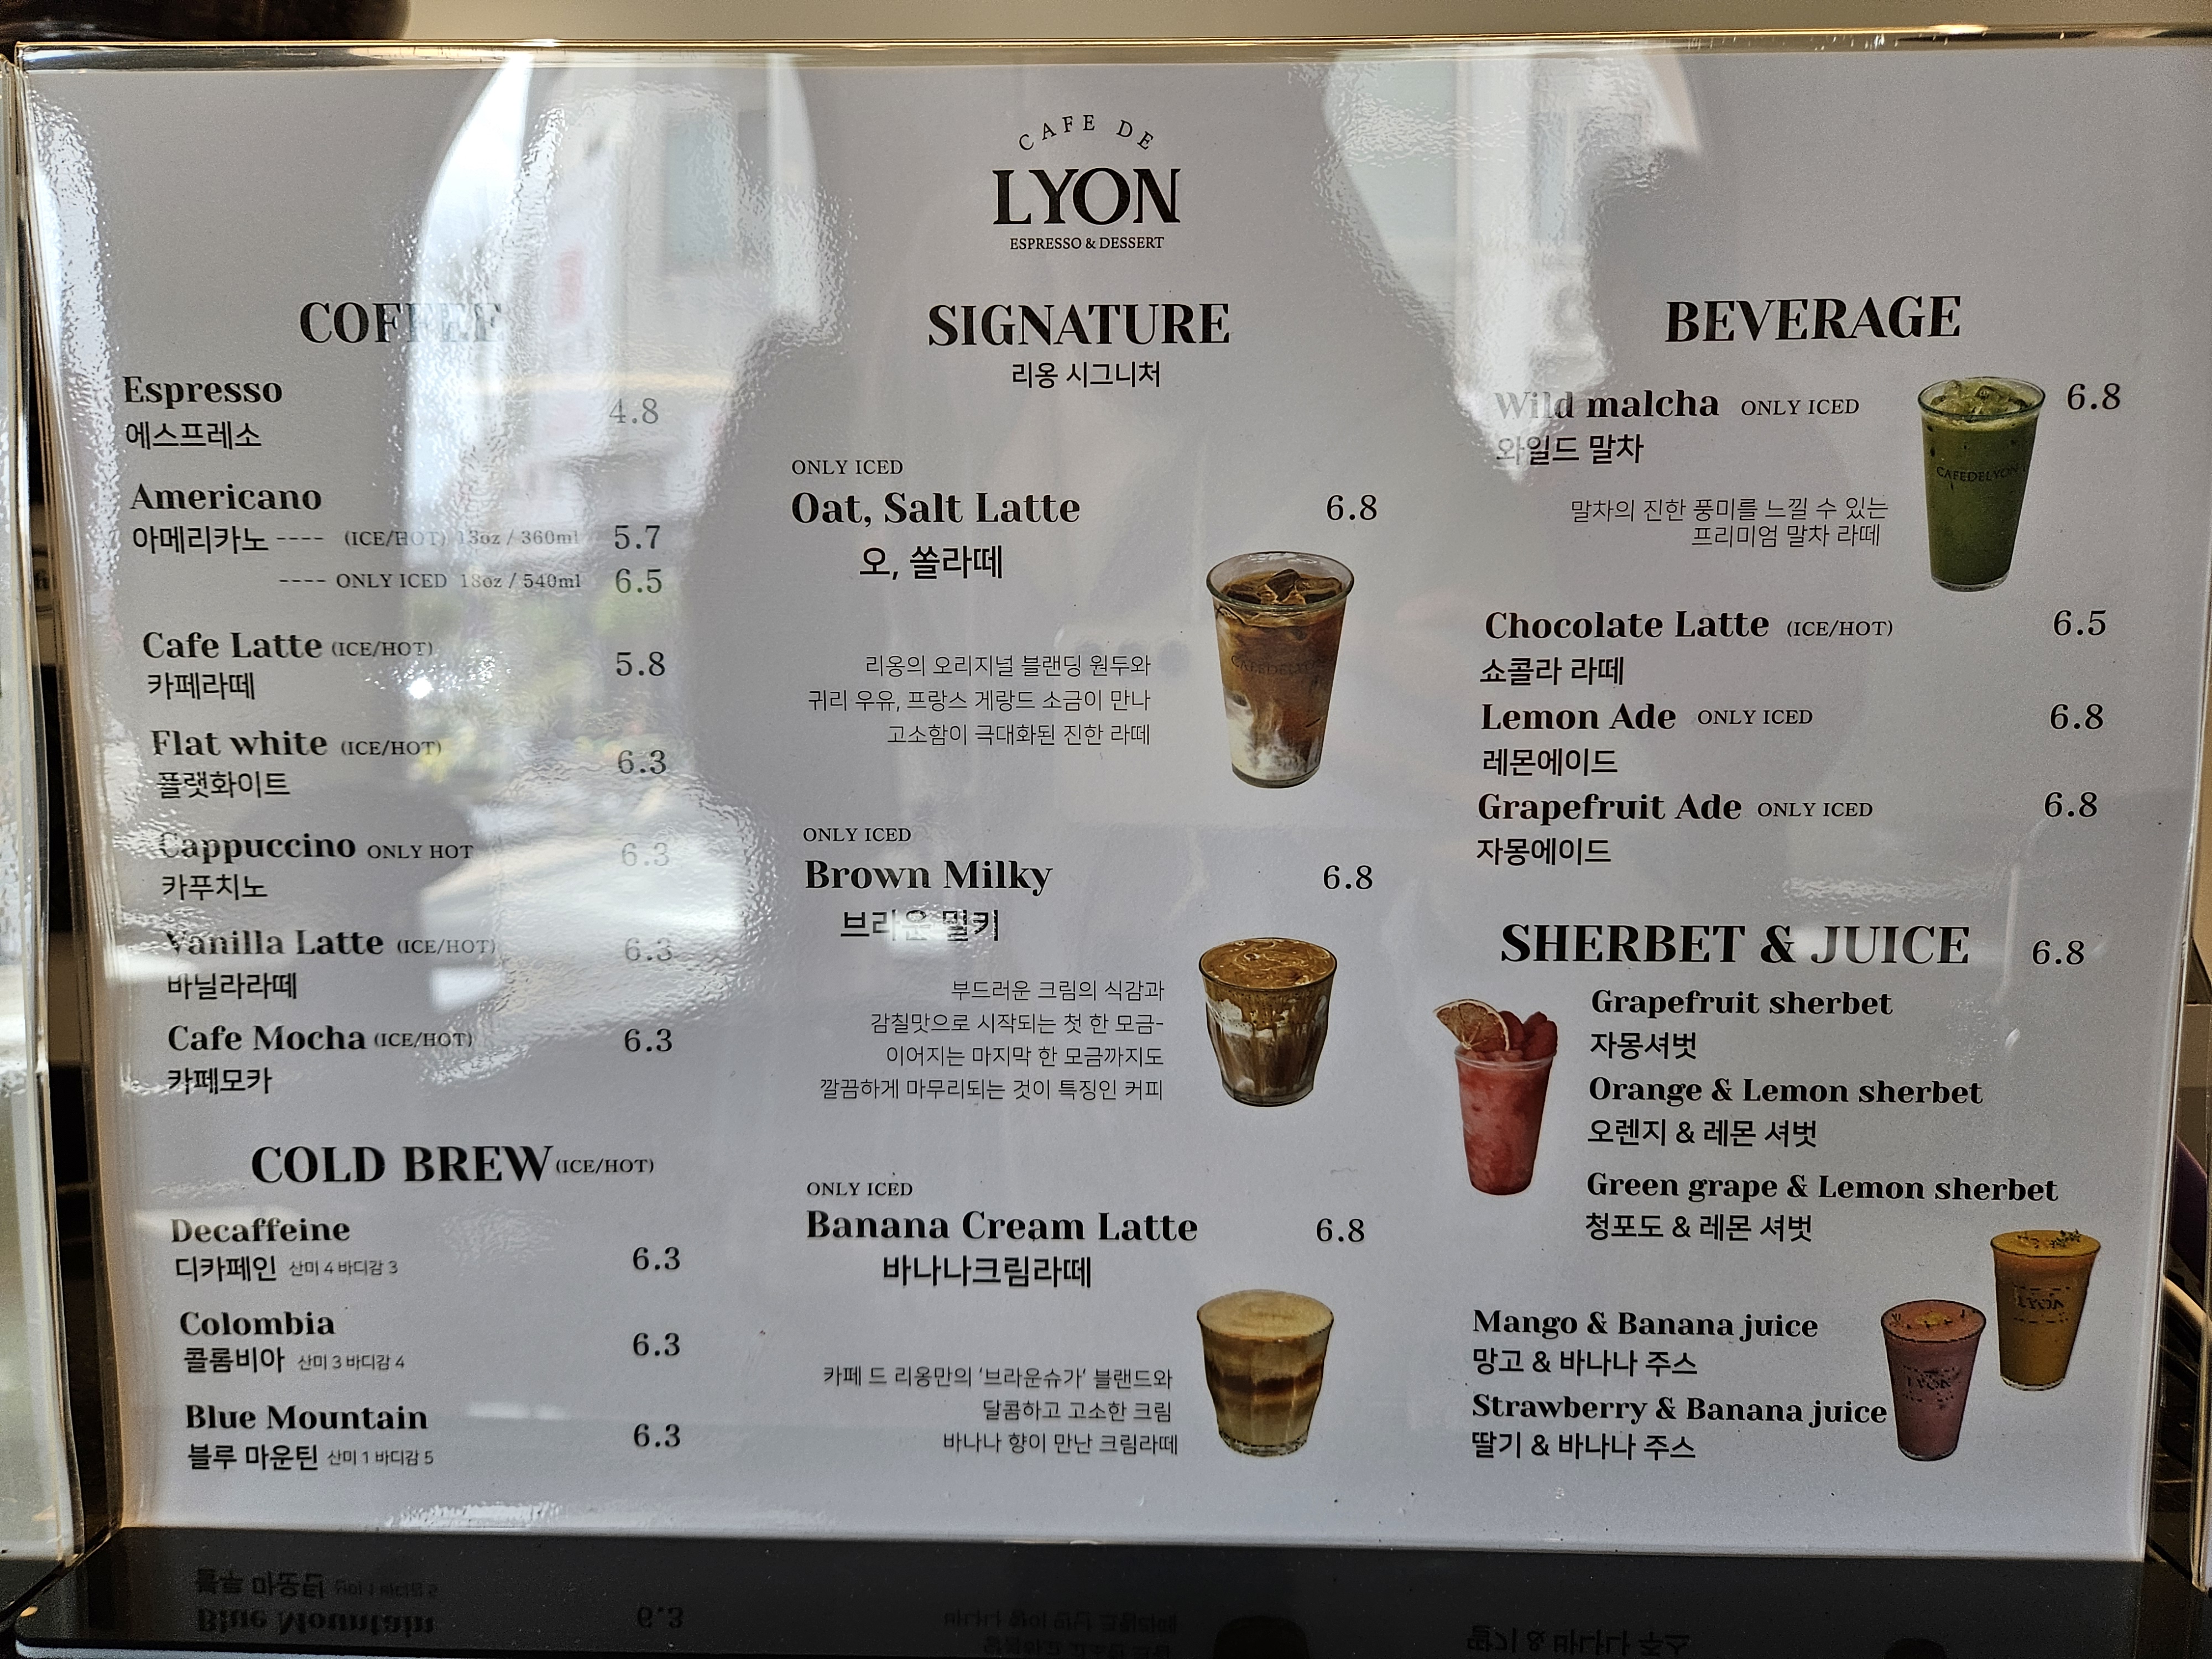 CAFE DE
LYON
ESPRESSO & DESSERT
COFFEE
Espresso
4.8
에스프레소
Americano
아메리카노 ---- (ICE/HOT) 13oz / 360ml 5.7
---- ONLY ICED 18oz / 540ml 6.5
Cafe Latte (ICE/HOT)
5.8
카페라떼
Flat white (ICE/HOT)
6.3
플랫화이트
Cappuccino ONLY HOT
6.3
카푸치노
Vanilla Latte (ICE/HOT)
6.3
바닐라라떼
Cafe Mocha (ICE/HOT) 6.3
카페모카
COLD BREW (ICE/HOT)
Decaffeine
6.3
디카페인 산미 4 바디감 3
Colombia
6.3
콜롬비아 산미 3 바디감 4
Blue Mountain
6.3
블루 마운틴 산미 1 바디감 5
SIGNATURE
리옹 시그니처
ONLY ICED
Oat, Salt Latte 6.8
오, 쏠라떼
CAFEDELYON
리옹의 오리지널 블랜딩 원두와
귀리 우유, 프랑스 게랑드 소금이 만나
고소함이 극대화된 진한 라떼
ONLY ICED
Brown Milky 6.8
브라운 밀키
부드러운 크림의 식감과
감칠맛으로 시작되는 첫 한 모금-
이어지는 마지막 한 모금까지도
깔끔하게 마무리되는 것이 특징인 커피
ONLY ICED
Banana Cream Latte 6.8
바나나크림라떼
카페 드 리옹만의 '브라운슈가' 블랜드와
달콤하고 고소한 크림
바나나 향이 만난 크림라떼
BEVERAGE
Wild malcha ONLY ICED 6.8
와일드 말차
CAFEDELYON
말차의 진한 풍미를 느낄 수 있는
프리미엄 말차 라떼
Chocolate Latte (ICE/HOT) 6.5
쇼콜라 라떼
Lemon Ade ONLY ICED 6.8
레몬에이드
Grapefruit Ade ONLY ICED 6.8
자몽에이드
SHERBET & JUICE 6.8
Grapefruit sherbet
자몽셔벗
Orange & Lemon sherbet
오렌지 & 레몬 셔벗
Green grape & Lemon sherbet
청포도 & 레몬 셔벗
LYON
Mango & Banana juice
망고 & 바나나 주스
LYON
Strawberry & Banana juice
딸기 & 바나나 주스